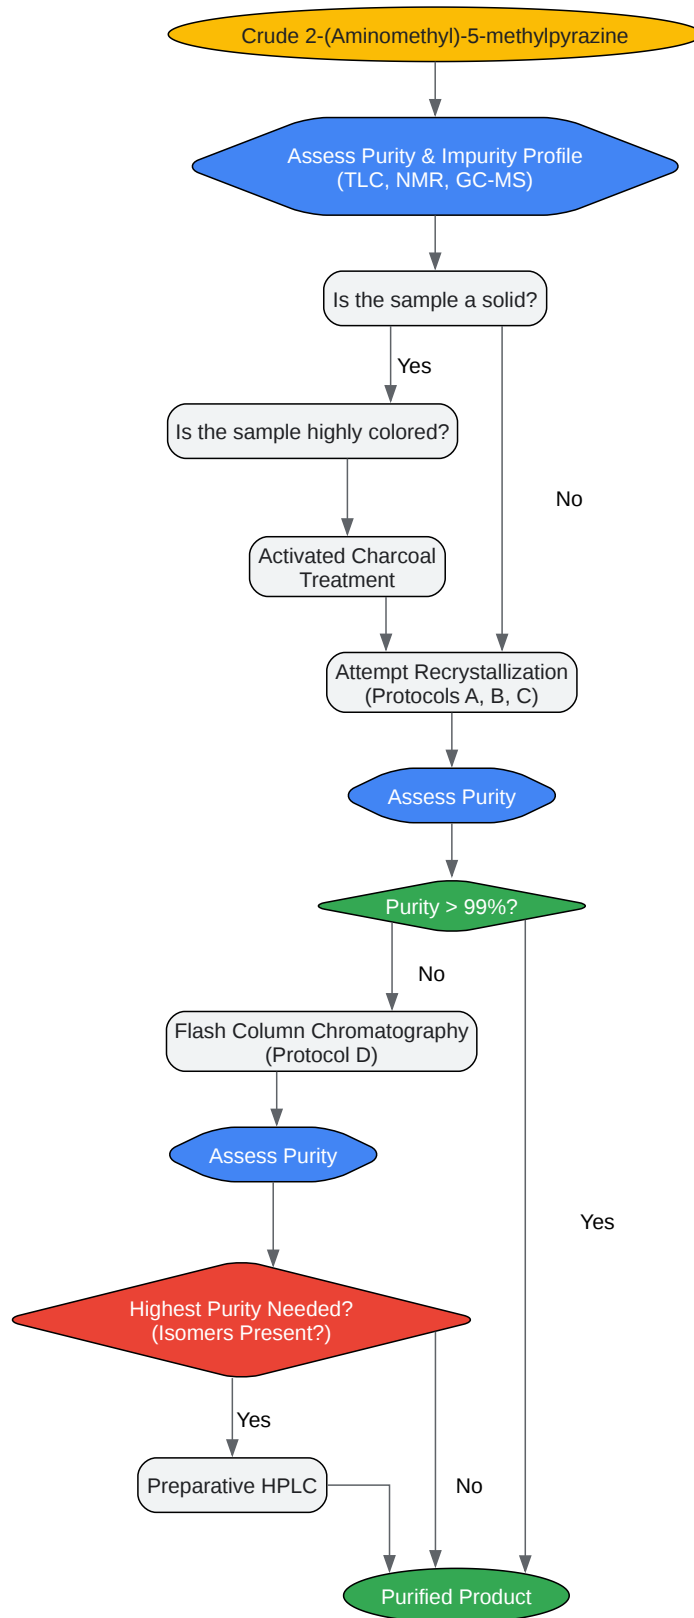 Crude 2-(Aminomethyl)-5-methylpyrazine
Assess Purity & Impurity Profile
(TLC, NMR, GC-MS)
Is the sample a solid?
Yes
Is the sample highly colored?
No
Activated Charcoal
Treatment
Attempt Recrystallization
(Protocols A, B, C)
Assess Purity
Purity > 99%?
No
Flash Column Chromatography
(Protocol D)
Assess Purity
Yes
Highest Purity Needed?
(Isomers Present?)
Yes
Preparative HPLC
No
Purified Product